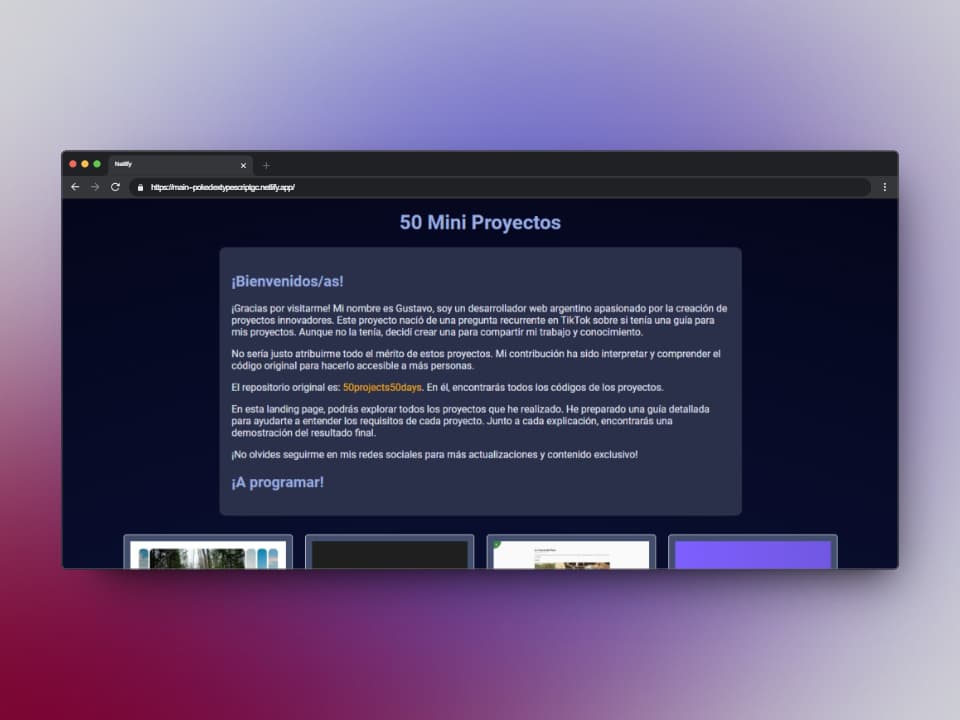 Netlify
https://main--pokedextypescriptgc.netlify.app/
50 Mini Proyectos
¡Bienvenidos/as!
¡Gracias por visitarme! Mi nombre es Gustavo, soy un desarrollador web argentino apasionado por la creación de
proyectos innovadores. Este proyecto nació de una pregunta recurrente en TikTok sobre si tenía una guía para
mis proyectos. Aunque no la tenía, decidí crear una para compartir mi trabajo y conocimiento.
No sería justo atribuirme todo el mérito de estos proyectos. Mi contribución ha sido interpretar y comprender el
código original para hacerlo accesible a más personas.
El repositorio original es: 50projects50days. En él, encontrarás todos los códigos de los proyectos.
En esta landing page, podrás explorar todos los proyectos que he realizado. He preparado una guía detallada
para ayudarte a entender los requisitos de cada proyecto. Junto a cada explicación, encontrarás una
demostración del resultado final.
¡No olvides seguirme en mis redes sociales para más actualizaciones y contenido exclusivo!
¡A programar!